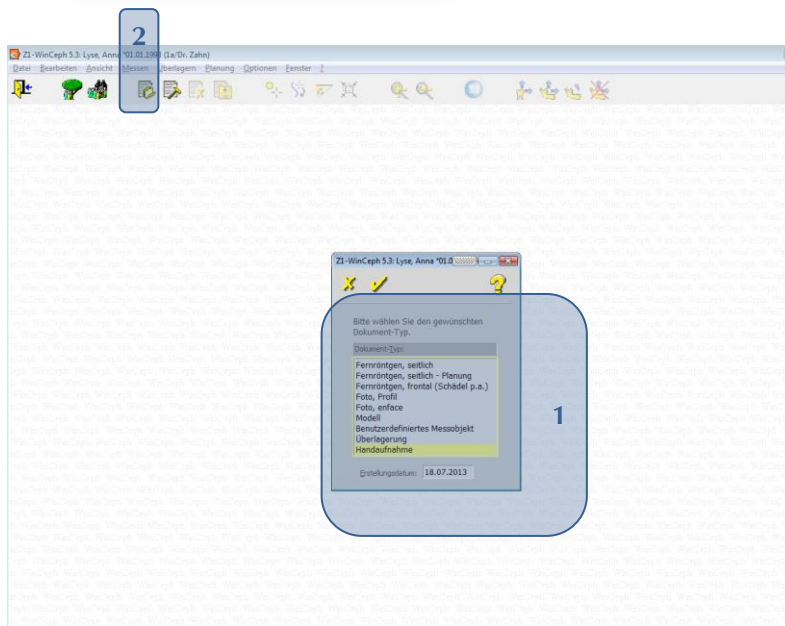 2
Z1-WinCeph 5.3: Lyse, Anna *01.01.1998 (1a/Dr. Zahn)
Datei Bearbeiten Ansicht Messen Überlagern Planung Optionen Fenster ?
Z1-WinCeph 5.3: Lyse, Anna *01.0
Bitte wählen Sie den gewünschten
Dokument-Typ.
Dokument-Typ:
Fernröntgen, seitlich
Fernröntgen, seitlich - Planung
Fernröntgen, frontal (Schädel p.a.)
Foto, Profil
Foto, enface
Modell
Benutzerdefiniertes Messobjekt
Überlagerung
Handaufnahme
1
Erstellungsdatum: 18.07.2013